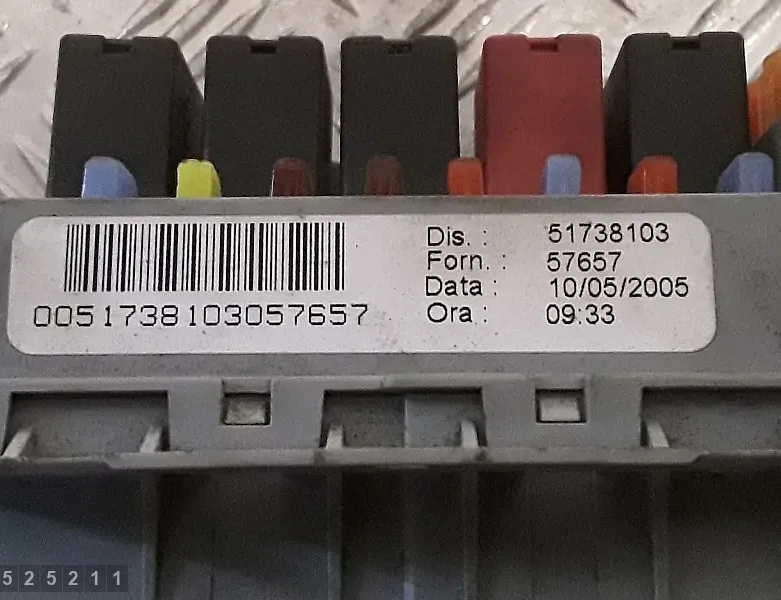 Dis. : 51738103
Forn. : 57657
Data : 10/05/2005
Ora : 09:33
0051738103057657
525211